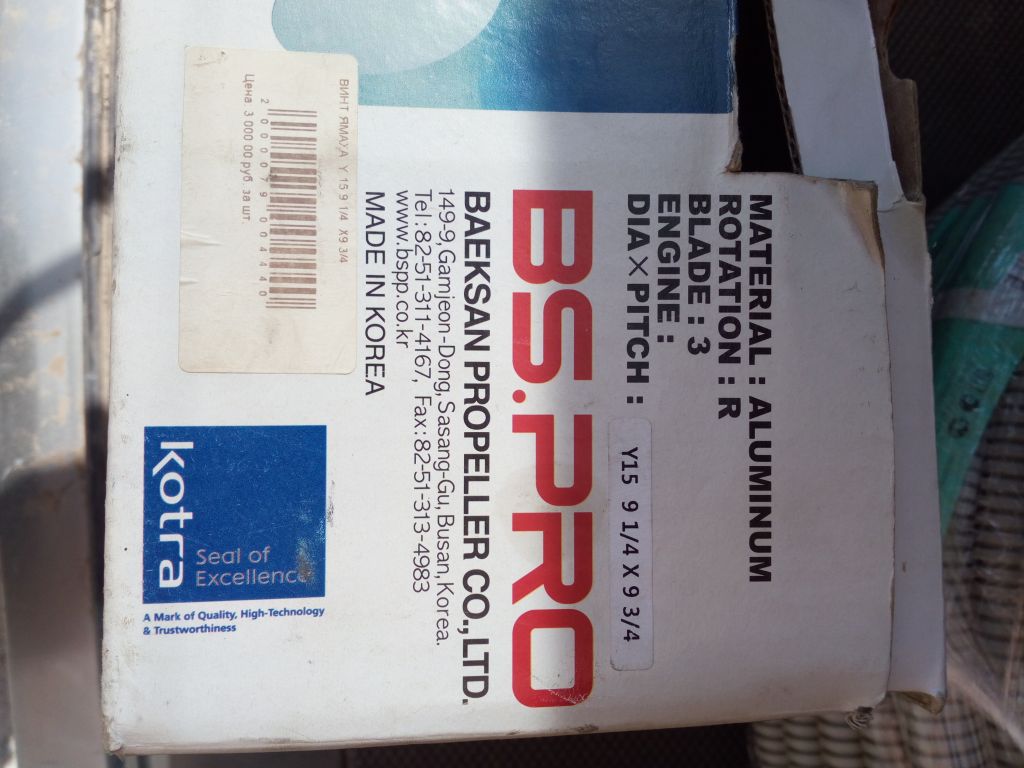 MATERIAL : ALUMINUM
ROTATION : R
BLADE : 3
ENGINE :
DIA × PITCH :
Y15 9 1/4 X 9 3/4
BS.PRO
BAEKSAN PROPELLER CO., LTD.
149-9, Gamjeon-Dong, Sasang-Gu, Busan, Korea.
Tel : 82-51-311-4167, Fax : 82-51-313-4983
www.bspp.co.kr
MADE IN KOREA
ВИНТ ЯМАХА Y 15 9 1/4 X9 3/4
2 000079 004440
Цена 3 000 00 руб. за шт.
kotra
Seal of
Excellence
A Mark of Quality, High-Technology
& Trustworthiness